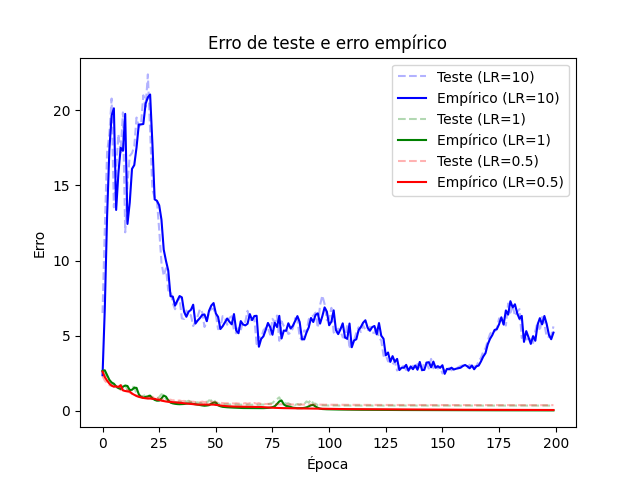 Erro de teste e erro empírico
Teste (LR=10)
Empírico (LR=10)
Teste (LR=1)
Empírico (LR=1)
Teste (LR=0.5)
Empírico (LR=0.5)
Erro
20
15
10
5
0
0 25 50 75 100 125 150 175 200
Época